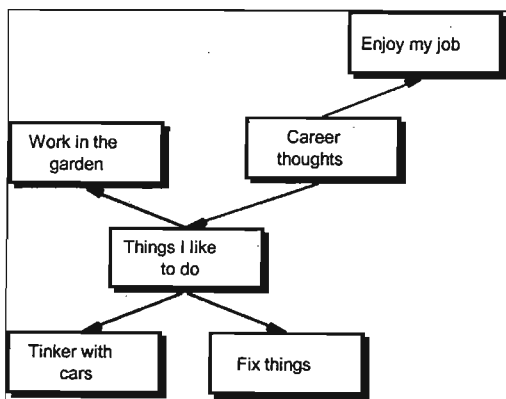 Enjoy my job
Work in the
garden
Career
thoughts
Things I like
to do
Tinker with
cars
Fix things